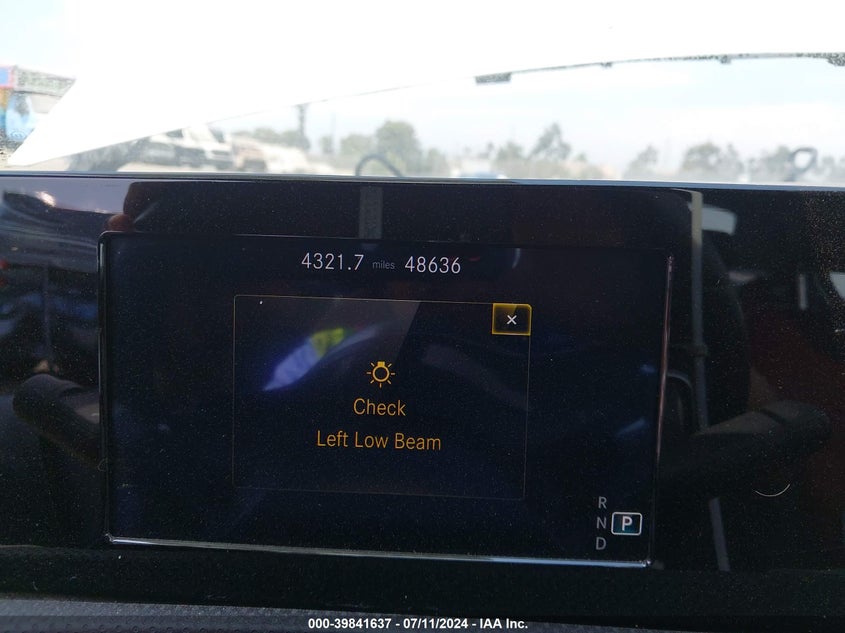 4321.7 miles 48636
×
Check
Left Low Beam
R
N P
D
000-39841637 - 07/11/2024 - IAA Inc.